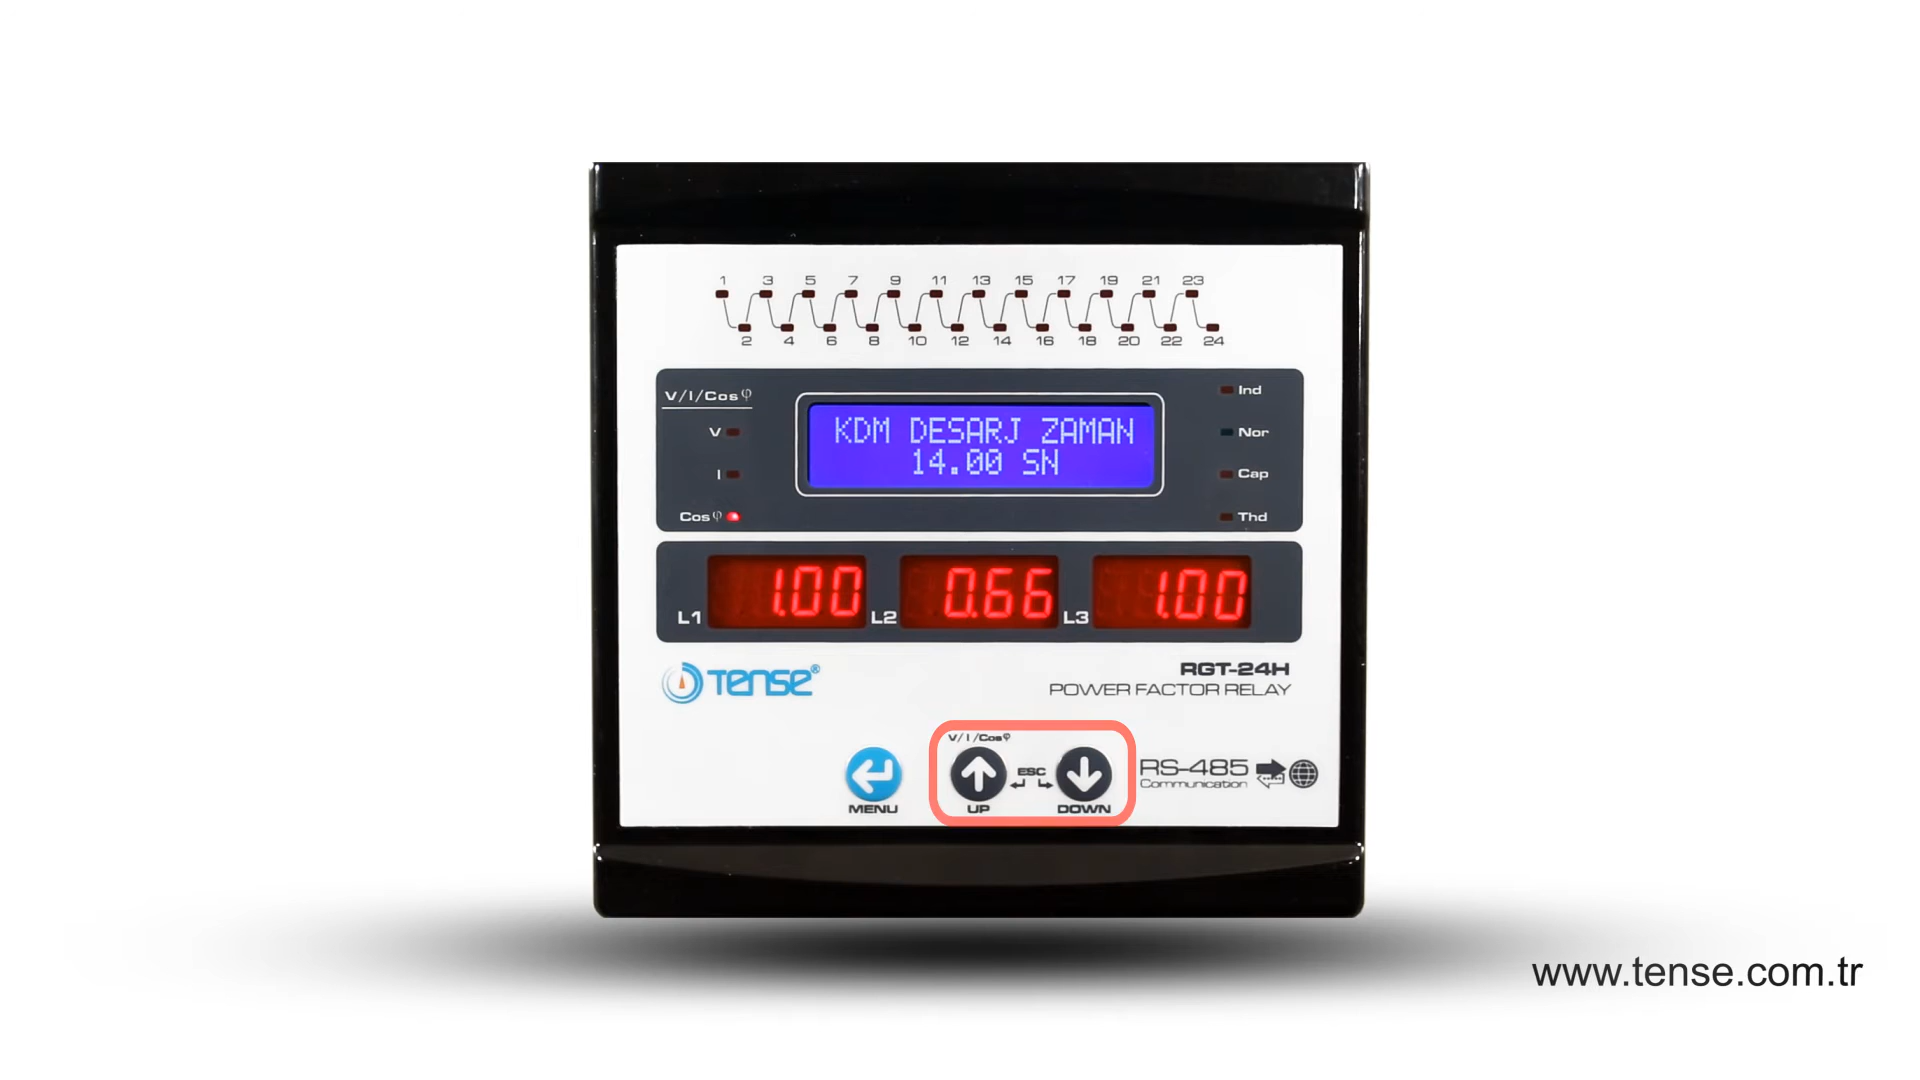 1 3 5 7 9 11 13 15 17 19 21 23
2 4 6 8 10 12 14 16 18 20 22 24
V/I/Cosφ
V
I
Cosφ
KDM DESARJ ZAMAN
14.00 SN
Ind
Nor
Cap
Thd
L1 1.00 L2 0.66 L3 1.00
TENSE®
RGT-24H
POWER FACTOR RELAY
V/I/Cosφ
MENU
UP
ESC
DOWN
RS-485
Communication
www.tense.com.tr